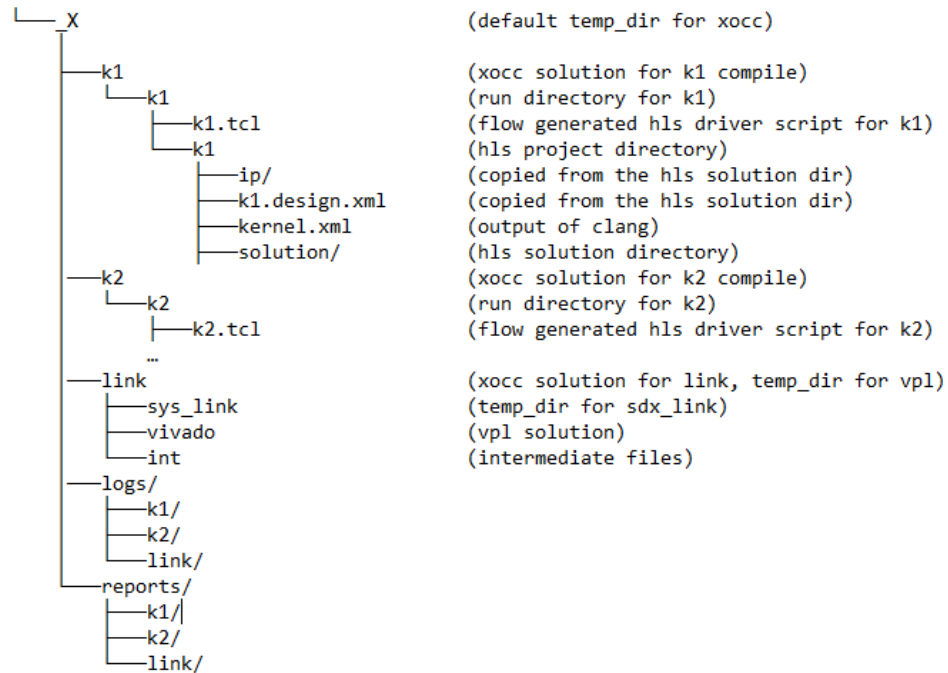 _X (default temp_dir for xocc)
k1 (xocc solution for k1 compile)
k1 (run directory for k1)
k1.tcl (flow generated hls driver script for k1)
k1 (hls project directory)
ip/ (copied from the hls solution dir)
k1.design.xml (copied from the hls solution dir)
kernel.xml (output of clang)
solution/ (hls solution directory)
k2 (xocc solution for k2 compile)
k2 (run directory for k2)
k2.tcl (flow generated hls driver script for k2)
…
link (xocc solution for link, temp_dir for vpl)
sys_link (temp_dir for sdx_link)
vivado (vpl solution)
int (intermediate files)
logs/
k1/
k2/
link/
reports/
k1/
k2/
link/